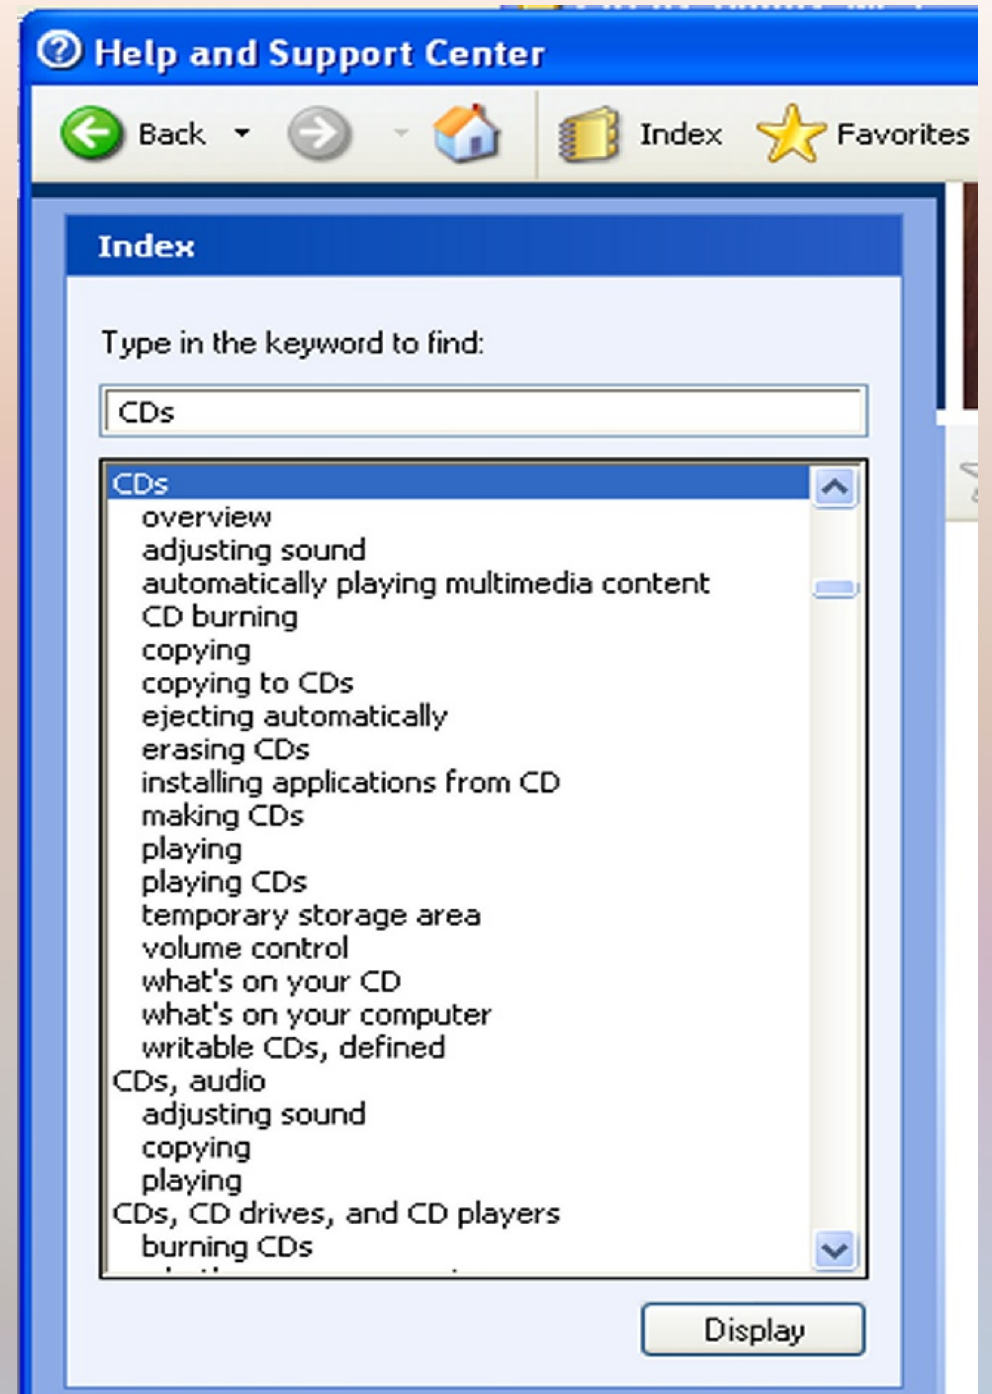 Help and Support Center
Back Index Favorites
Index
Type in the keyword to find:
CDs
CDs
overview
adjusting sound
automatically playing multimedia content
CD burning
copying
copying to CDs
ejecting automatically
erasing CDs
installing applications from CD
making CDs
playing
playing CDs
temporary storage area
volume control
what's on your CD
what's on your computer
writable CDs, defined
CDs, audio
adjusting sound
copying
playing
CDs, CD drives, and CD players
burning CDs
Display